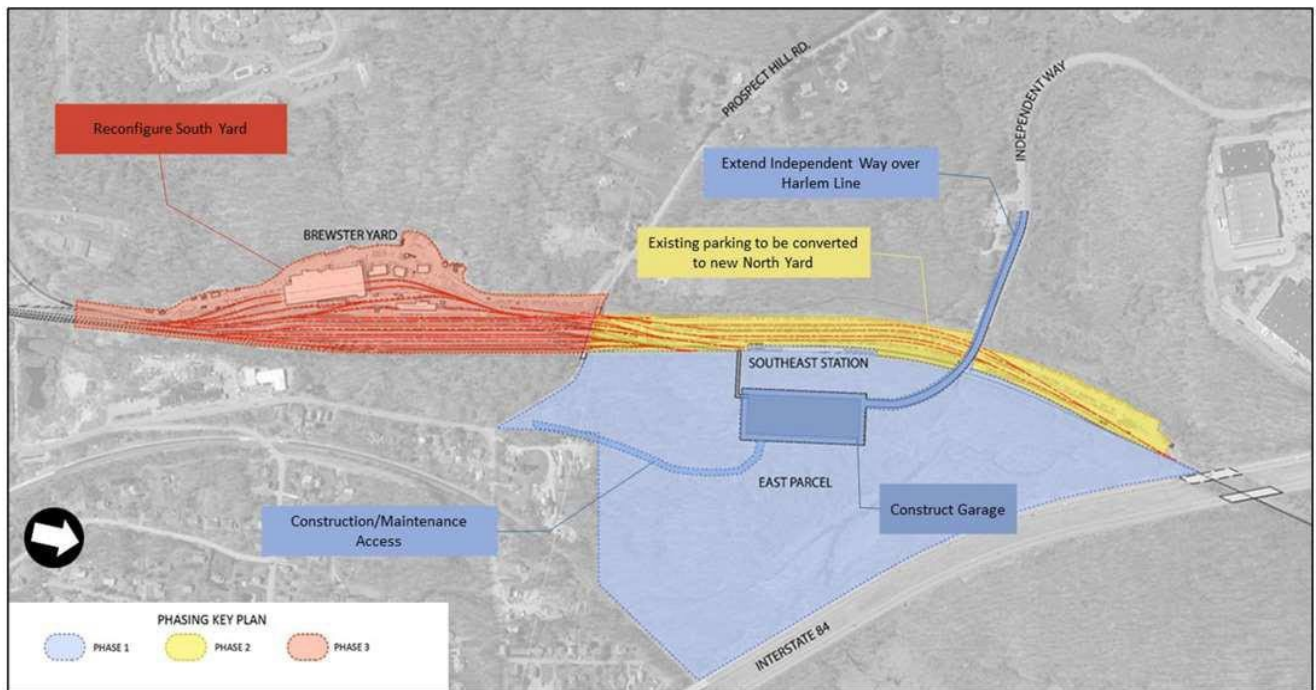 PROSPECT HILL RD.
INDEPENDENT WAY
Reconfigure South Yard
Extend Independent Way over
Harlem Line
BREWSTER YARD
Existing parking to be converted
to new North Yard
SOUTHEAST STATION
EAST PARCEL
Construct Garage
Construction/Maintenance
Access
INTERSTATE 84
PHASING KEY PLAN
PHASE 1
PHASE 2
PHASE 3